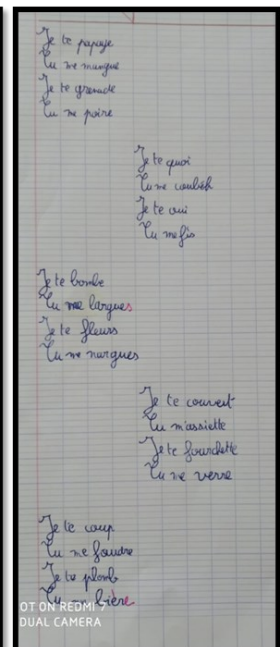 Je te papaye
Tu me mangue
Je te grenade
Tu me poire
Je te quoi
Tu me
Je te oui
Tu me fis
Je te bombe
Tu me largues
Je te fleurs
Tu me nargues
Je te couvert
Tu m'assiette
Je te fourchette
Tu me verre
Je te coup
Tu me foudre
Je te plomb
Tu me bière
OT ON REDMI 7
DUAL CAMERA